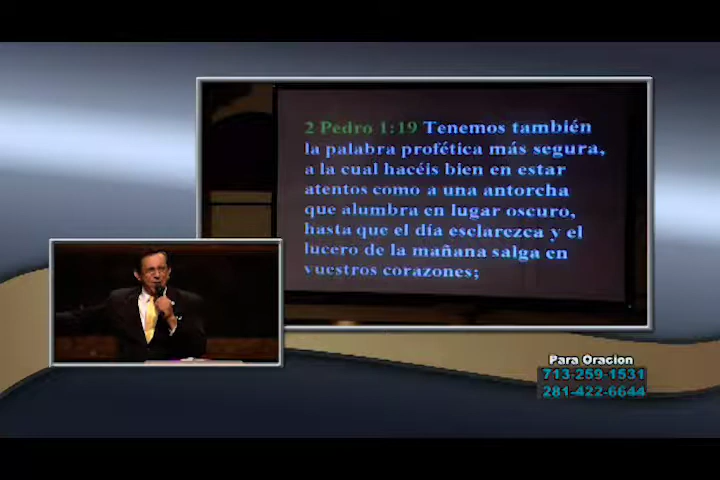 2 Pedro 1:19 Tenemos también
la palabra profética más segura,
a la cual hacéis bien en estar
atentos como a una antorcha
que alumbra en lugar oscuro,
hasta que el día esclarezca y el
lucero de la mañana salga en
vuestros corazones;
Para Oracion
713-259-1531
281-422-6644